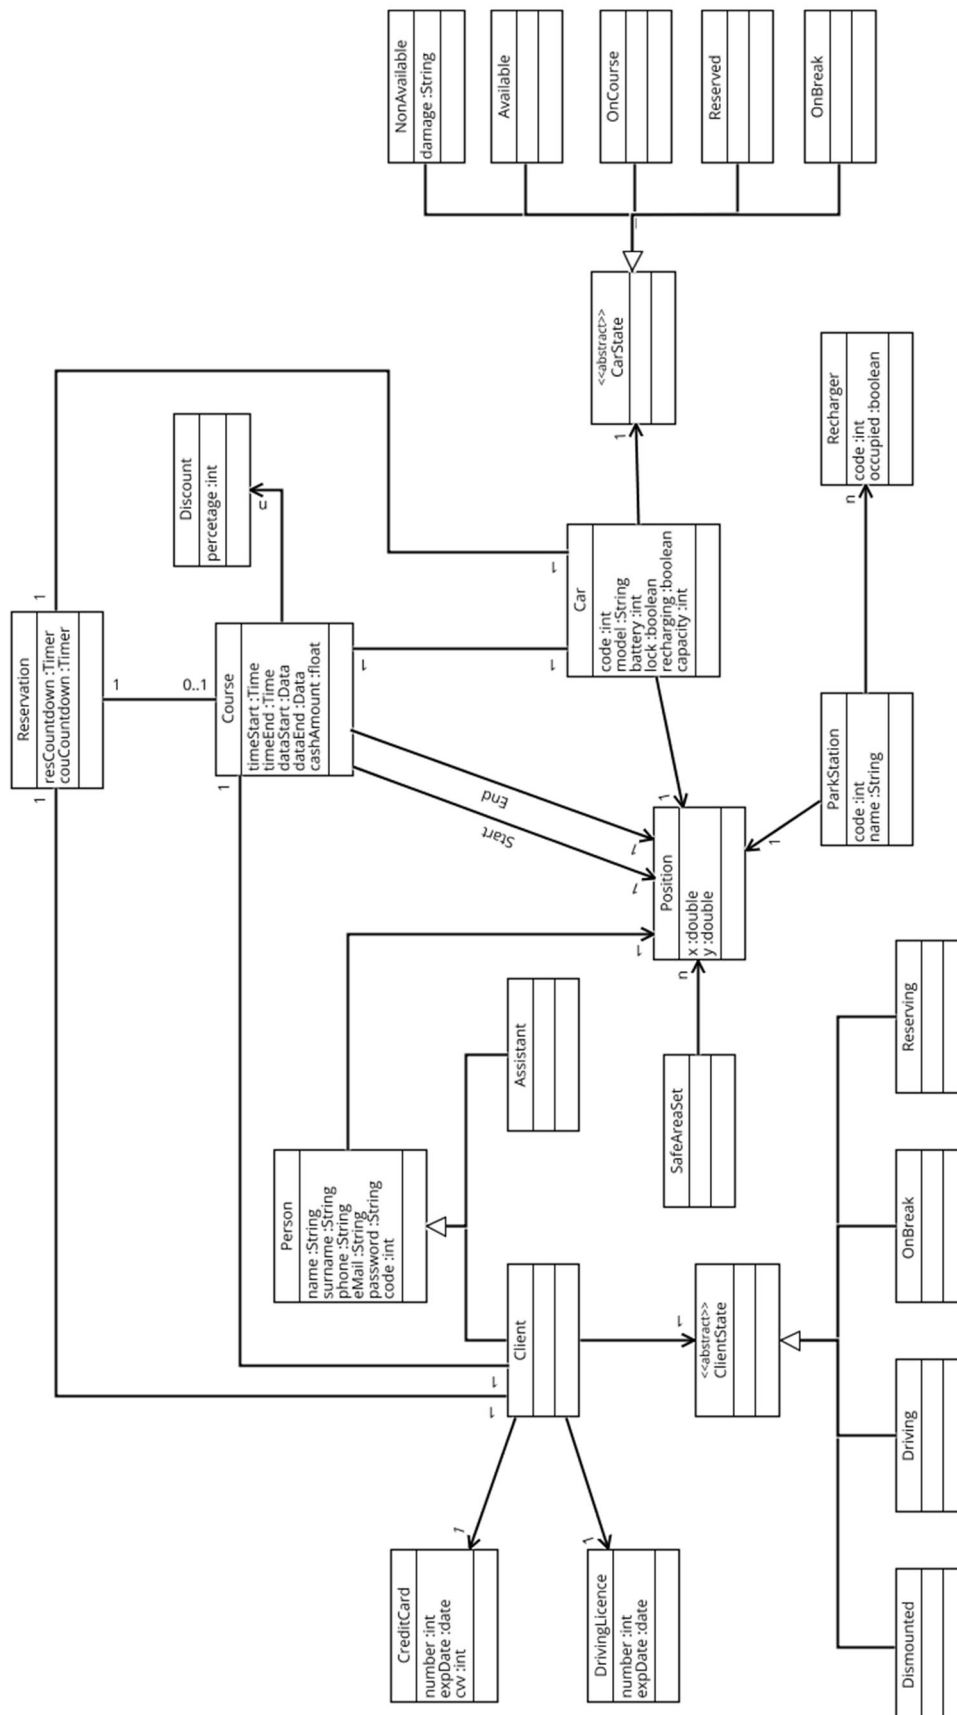 Reservation
resCountdown :Timer
couCountdown :Timer
1
1
1
0..1
Discount
percetage :int
n
Course
timeStart :Time
timeEnd :Time
dataStart :Data
dataEnd :Data
cashAmount :float
1
1
Start
End
1
1
Person
name :String
surname :String
phone :String
eMail :String
password :String
code :int
1
CreditCard
number :int
expDate :date
cvv :int
1
DrivingLicence
number :int
expDate :date
1
Client
1
1
1
Assistant
Car
code :int
model :String
battery :int
lock :boolean
recharging :boolean
capacity :int
1
1
1
1
<<abstract>>
CarState
NonAvailable
damage :String
Available
OnCourse
Reserved
OnBreak
Position
x :double
y :double
SafeAreaSet
n
ParkStation
code :int
name :String
1
Recharger
code :int
occupied :boolean
n
<<abstract>>
ClientState
Dismounted
Driving
OnBreak
Reserving